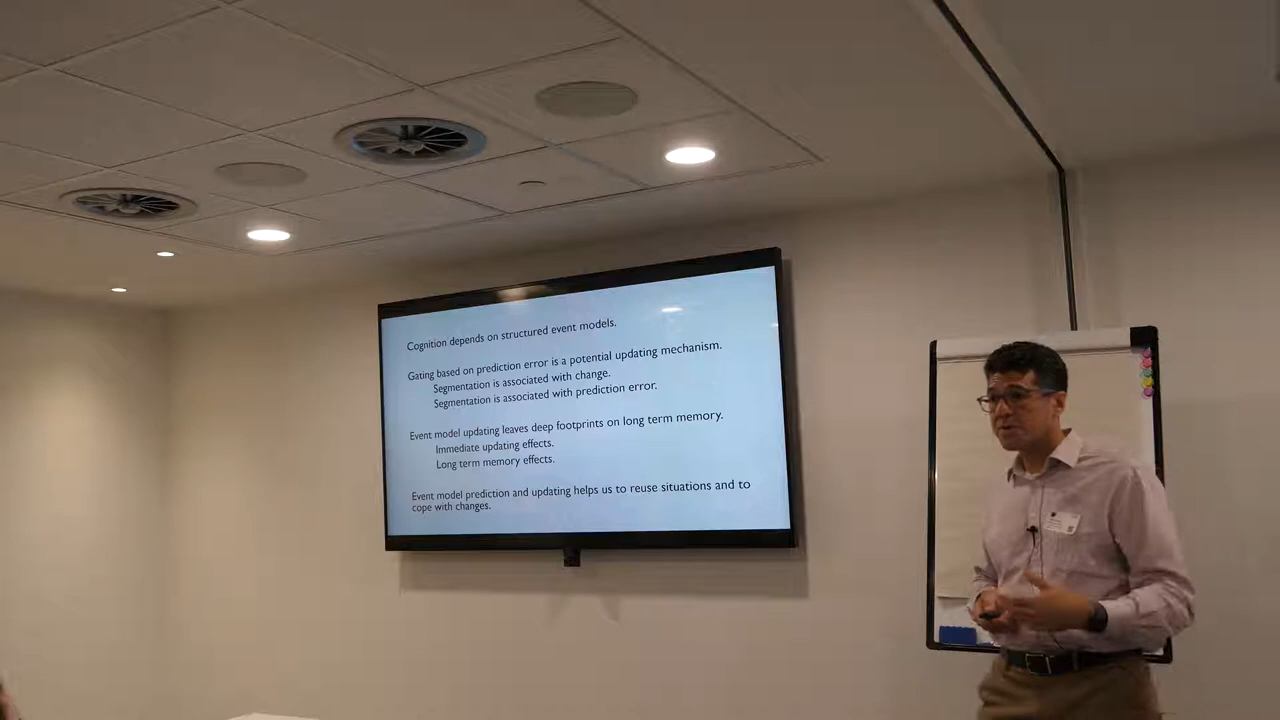 Cognition depends on structured event models.
Gating based on prediction error is a potential updating mechanism.
Segmentation is associated with change.
Segmentation is associated with prediction error.
Event model updating leaves deep footprints on long term memory.
Immediate updating effects.
Long term memory effects.
Event model prediction and updating helps us to reuse situations and to
cope with changes.